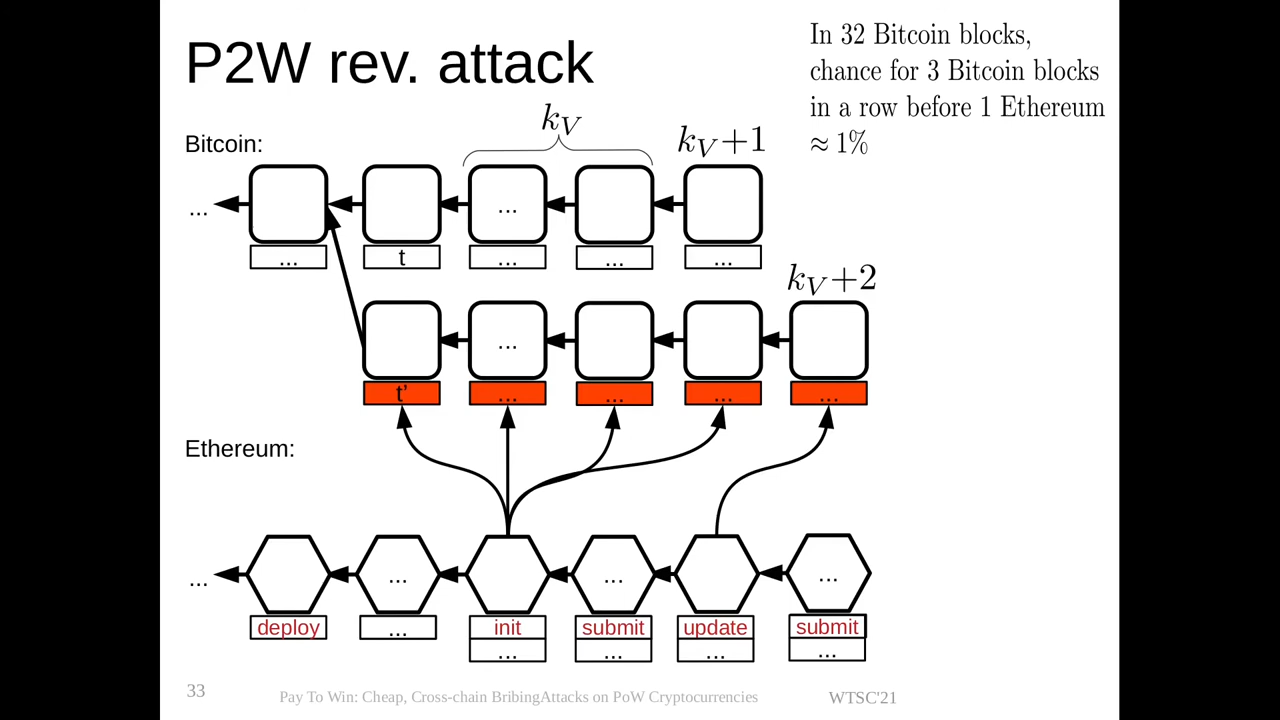 P2W rev. attack
In 32 Bitcoin blocks,
chance for 3 Bitcoin blocks
in a row before 1 Ethereum
≈ 1%
Bitcoin:
k_V
k_V+1
...
...
... t ... ... ...
k_V+2
...
t' ... ... ... ...
Ethereum:
... ... ... ...
deploy ... init submit update submit
... ... ... ...
33
Pay To Win: Cheap, Cross-chain BribingAttacks on PoW Cryptocurrencies
WTSC'21